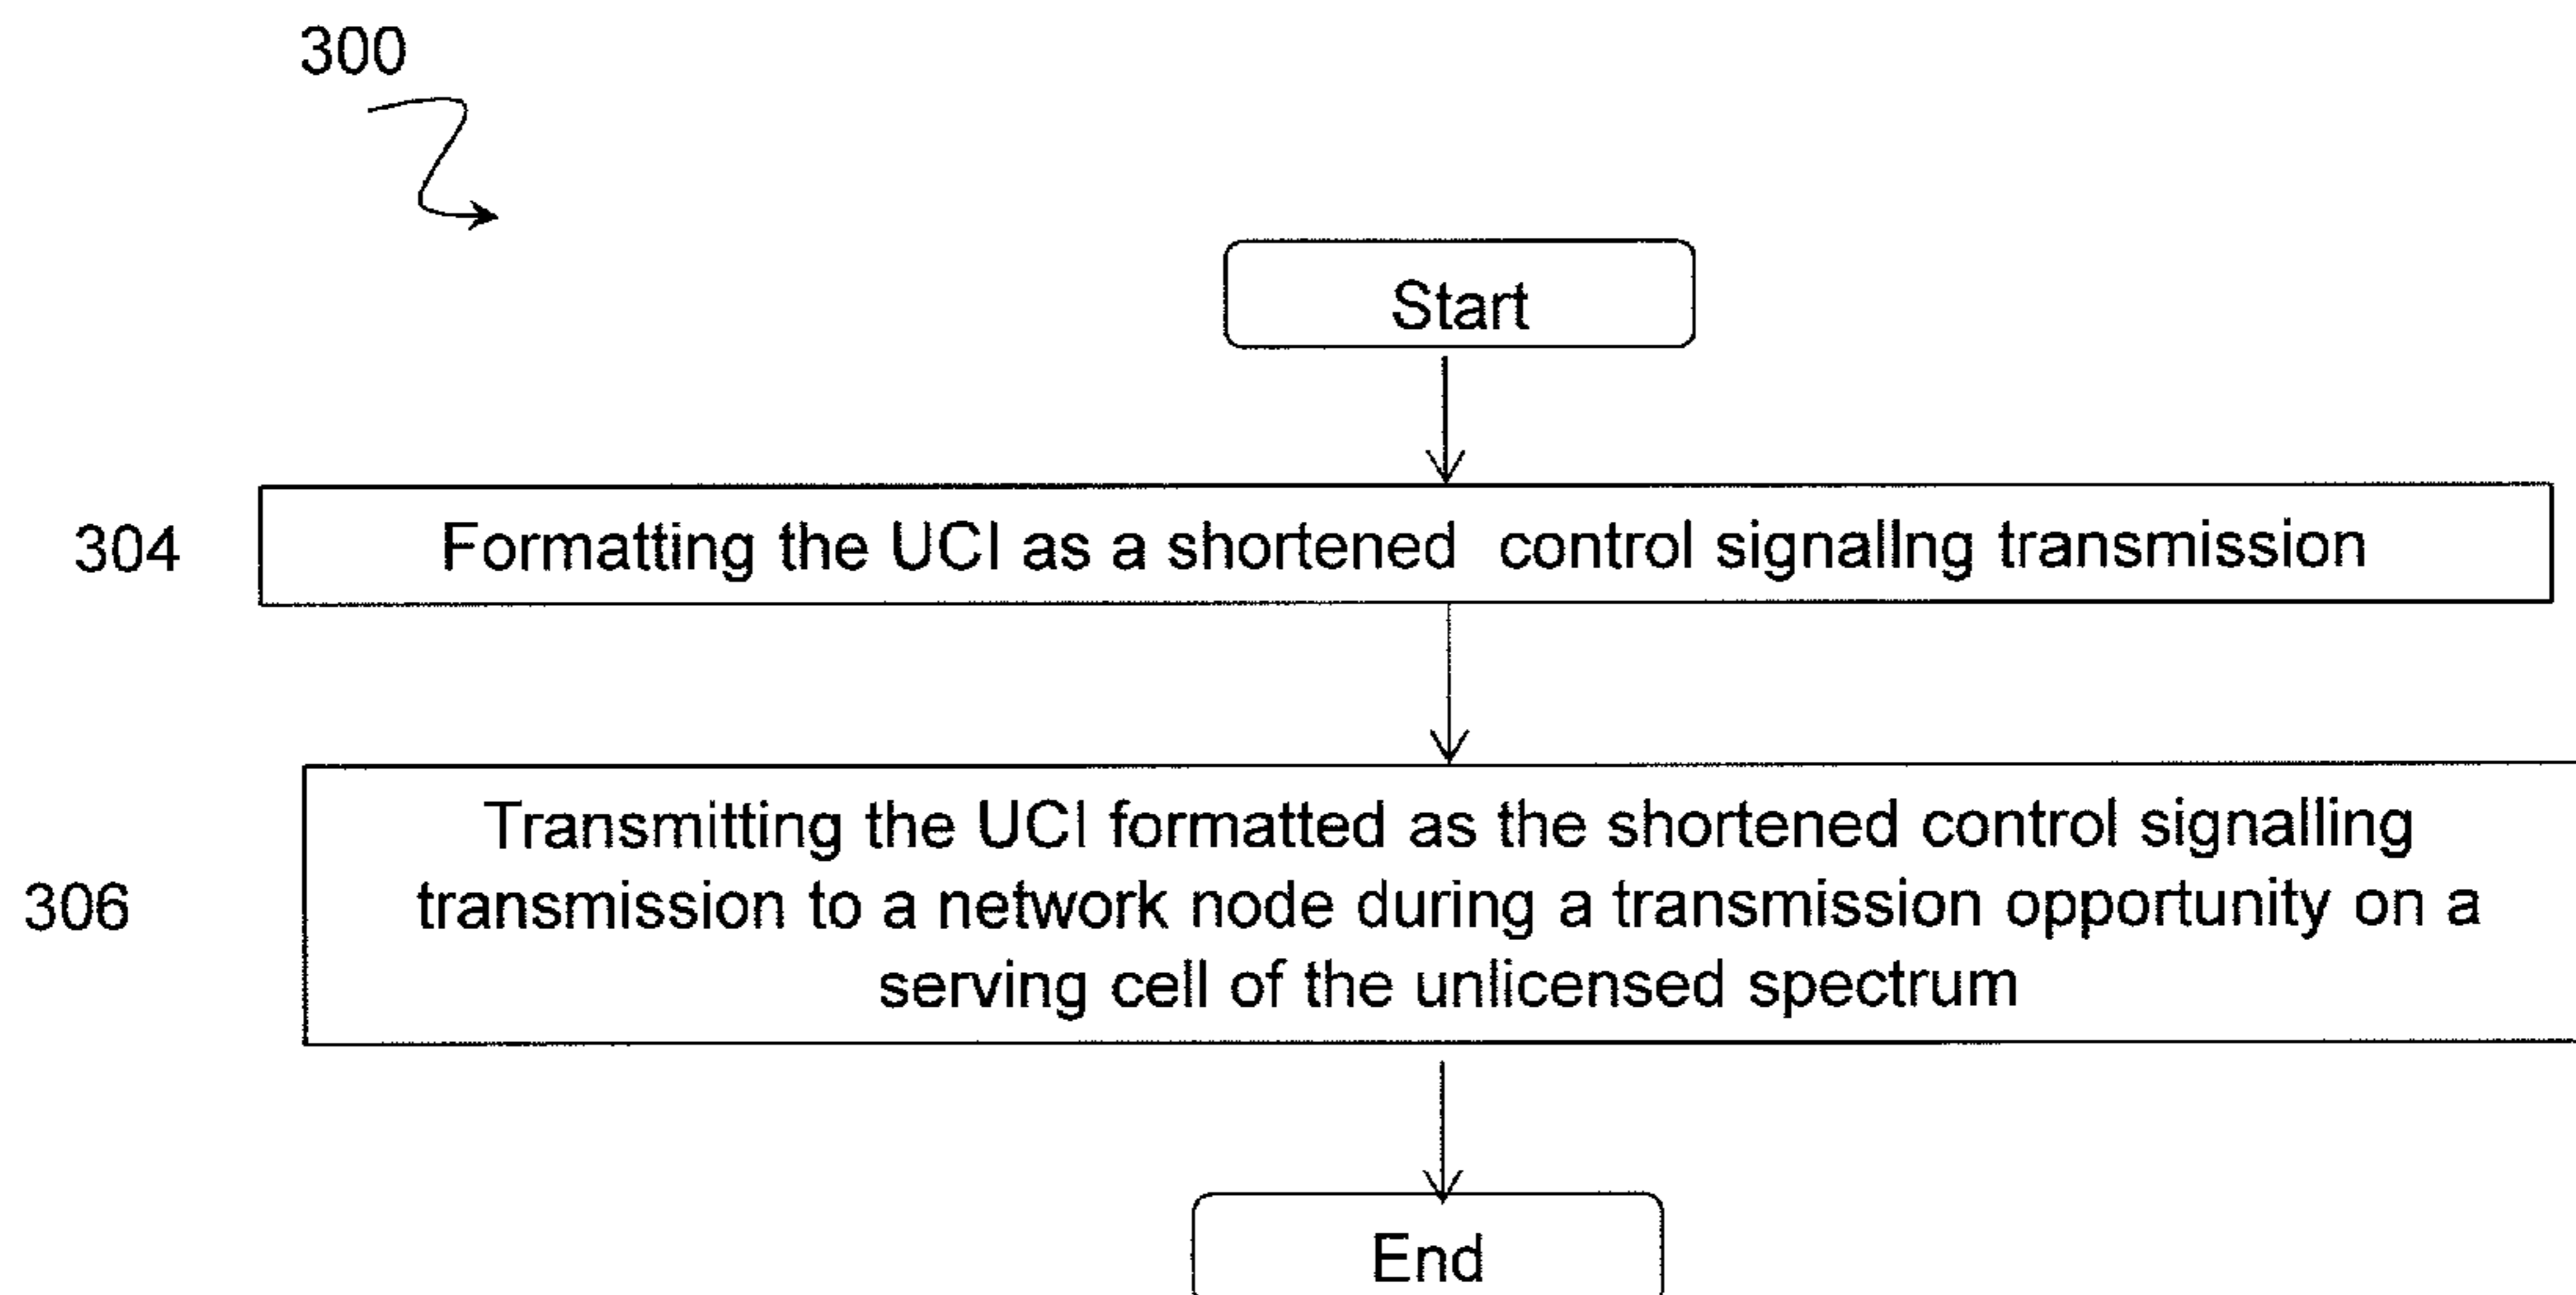 300
Start
304
Formatting the UCI as a shortened control signalling transmission
306
Transmitting the UCI formatted as the shortened control signalling
transmission to a network node during a transmission opportunity on a
serving cell of the unlicensed spectrum
End